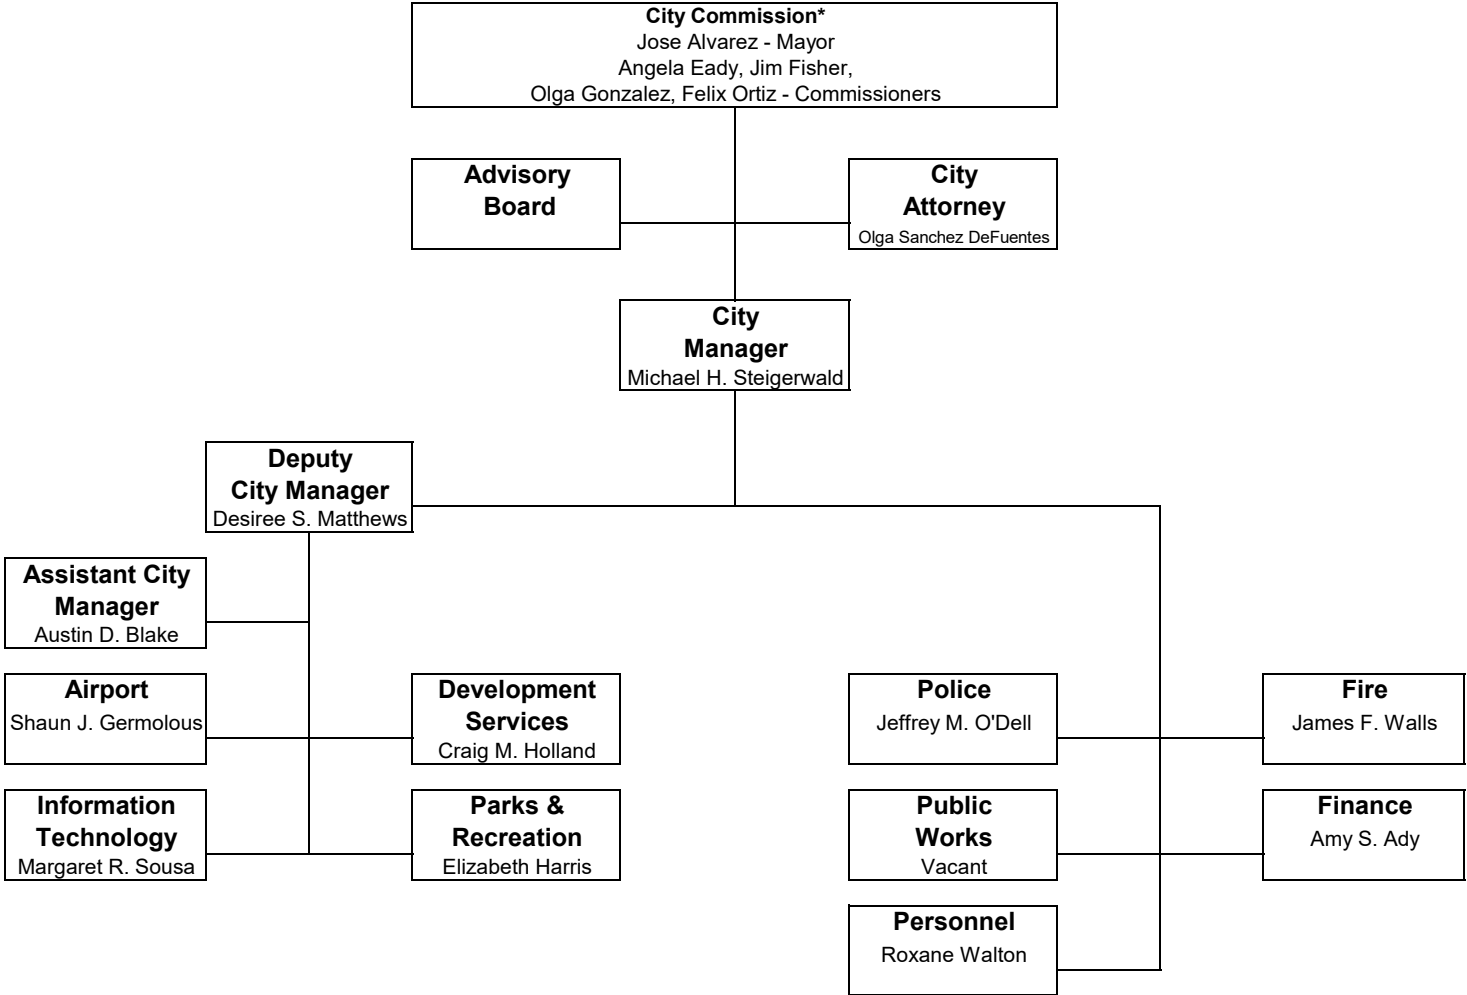 City Commission*
Jose Alvarez - Mayor
Angela Eady, Jim Fisher,
Olga Gonzalez, Felix Ortiz - Commissioners
Advisory
Board
City
Attorney
Olga Sanchez DeFuentes
City
Manager
Michael H. Steigerwald
Deputy
City Manager
Desiree S. Matthews
Assistant City
Manager
Austin D. Blake
Airport
Shaun J. Germolous
Development
Services
Craig M. Holland
Police
Jeffrey M. O'Dell
Fire
James F. Walls
Information
Technology
Margaret R. Sousa
Parks &
Recreation
Elizabeth Harris
Public
Works
Vacant
Finance
Amy S. Ady
Personnel
Roxane Walton